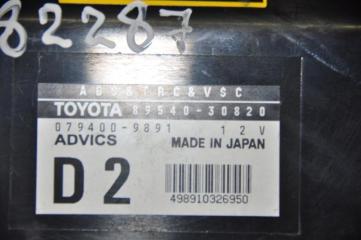 82287
ABS&TRC&VSC
TOYOTA 89540-30820
079400-9891 12V
ADVICS MADE IN JAPAN
D2
498910326950